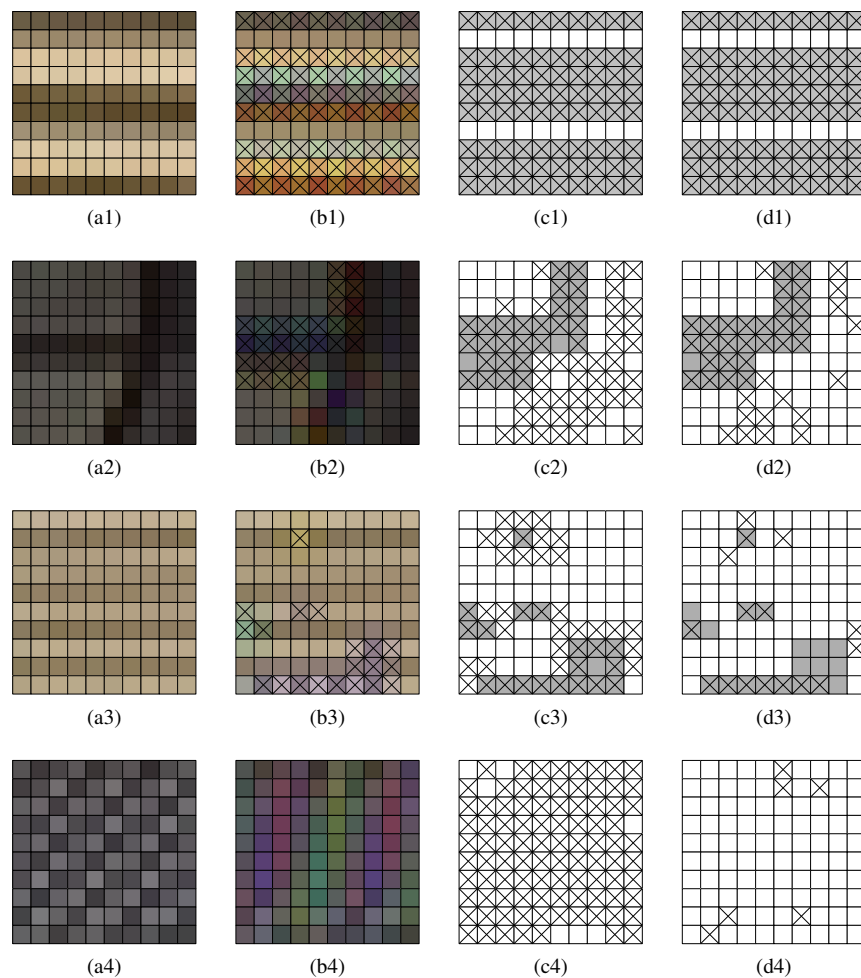 (a1) (b1) (c1) (d1)
(a2) (b2) (c2) (d2)
(a3) (b3) (c3) (d3)
(a4) (b4) (c4) (d4)